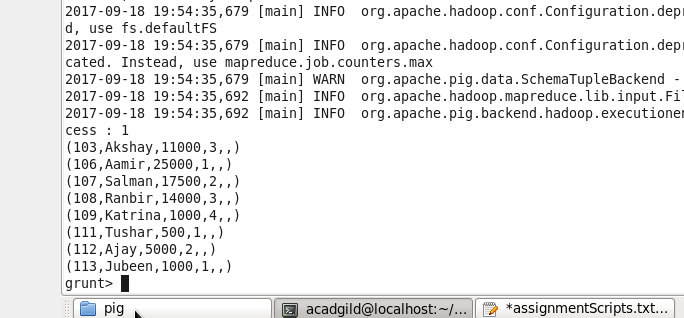 2017-09-18 19:54:35,679 [main] INFO  org.apache.hadoop.conf.Configuration.depr
d, use fs.defaultFS
2017-09-18 19:54:35,679 [main] INFO  org.apache.hadoop.conf.Configuration.depr
cated. Instead, use mapreduce.job.counters.max
2017-09-18 19:54:35,679 [main] WARN  org.apache.pig.data.SchemaTupleBackend -
2017-09-18 19:54:35,692 [main] INFO  org.apache.hadoop.mapreduce.lib.input.Fil
2017-09-18 19:54:35,692 [main] INFO  org.apache.pig.backend.hadoop.executionen
cess : 1
(103,Akshay,11000,3,,)
(106,Aamir,25000,1,,)
(107,Salman,17500,2,,)
(108,Ranbir,14000,3,,)
(109,Katrina,1000,4,,)
(111,Tushar,500,1,,)
(112,Ajay,5000,2,,)
(113,Jubeen,1000,1,,)
grunt>
pig
acadgild@localhost:~/...
*assignmentScripts.txt...